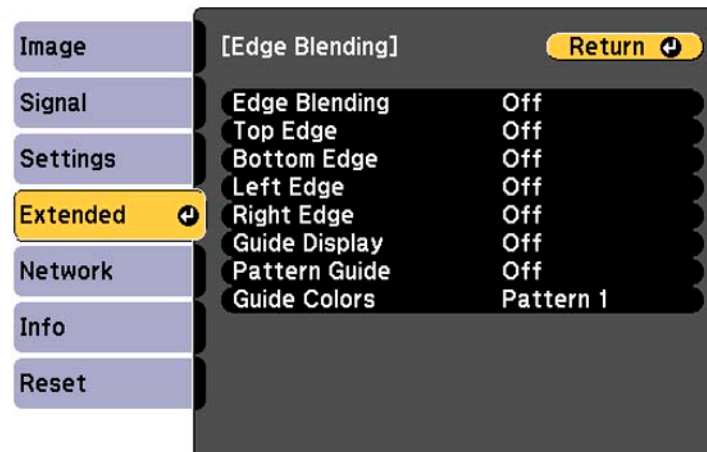 Image
Signal
Settings
Extended
Network
Info
Reset
[Edge Blending] Return
Edge Blending Off
Top Edge Off
Bottom Edge Off
Left Edge Off
Right Edge Off
Guide Display Off
Pattern Guide Off
Guide Colors Pattern 1